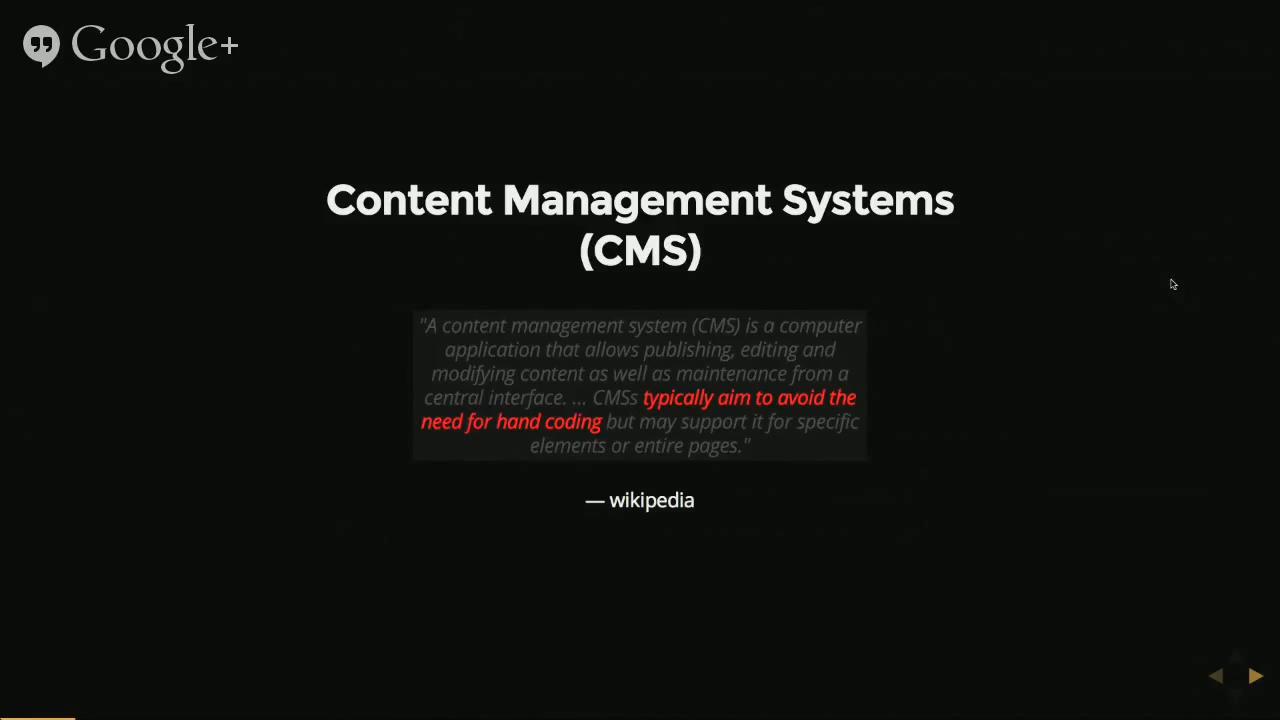 Google+
Content Management Systems
(CMS)
"A content management system (CMS) is a computer
application that allows publishing, editing and
modifying content as well as maintenance from a
central interface. ... CMSs typically aim to avoid the
need for hand coding but may support it for specific
elements or entire pages."
— wikipedia